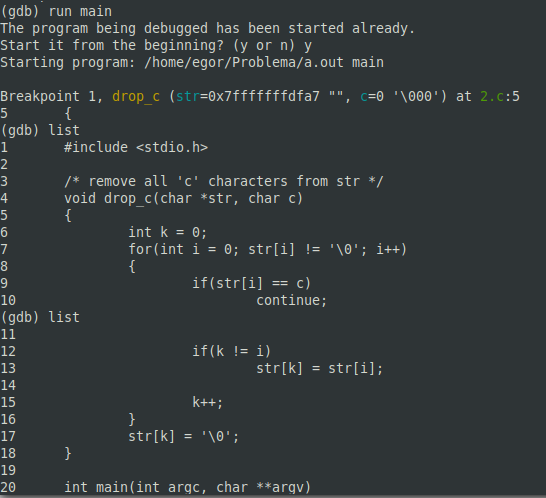 (gdb) run main
The program being debugged has been started already.
Start it from the beginning? (y or n) y
Starting program: /home/egor/Problema/a.out main

Breakpoint 1, drop_c (str=0x7fffffffdfa7 "", c=0 '\000') at 2.c:5
5       {
(gdb) list
1       #include <stdio.h>
2
3       /* remove all 'c' characters from str */
4       void drop_c(char *str, char c)
5       {
6               int k = 0;
7               for(int i = 0; str[i] != '\0'; i++)
8               {
9                       if(str[i] == c)
10                              continue;
(gdb) list
11
12                      if(k != i)
13                              str[k] = str[i];
14
15                      k++;
16              }
17              str[k] = '\0';
18      }
19
20      int main(int argc, char **argv)